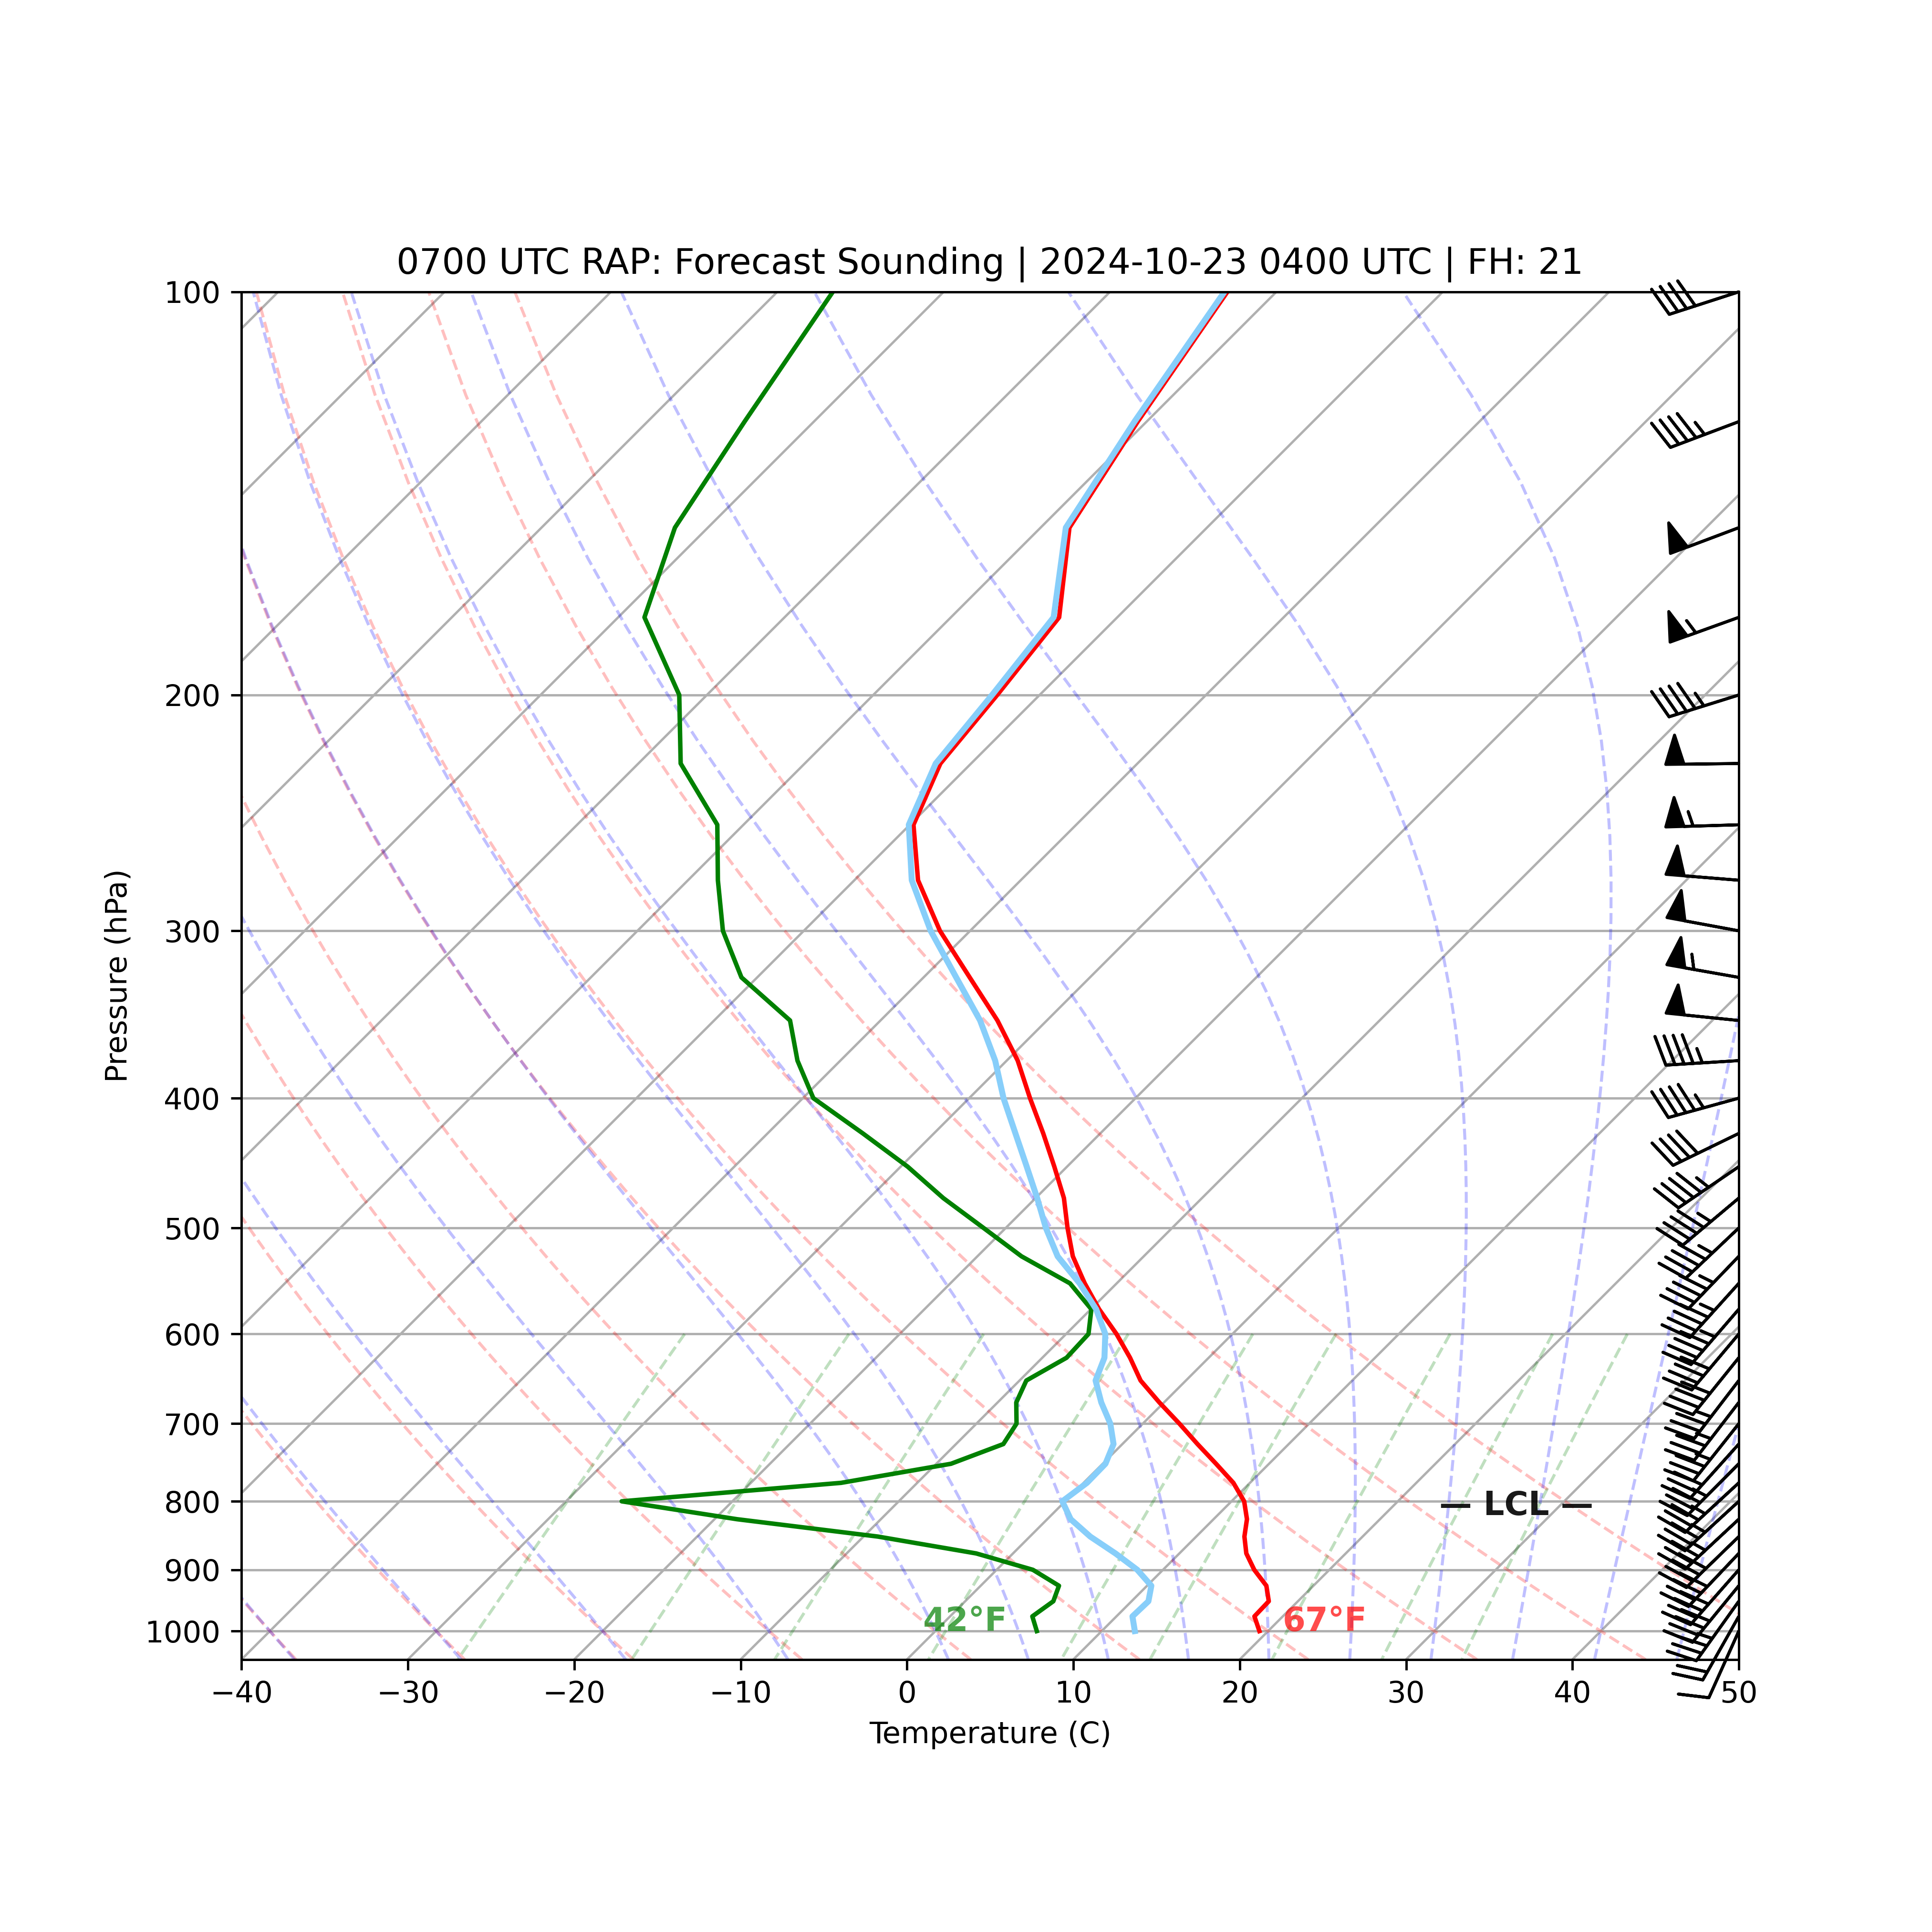 0700 UTC RAP: Forecast Sounding | 2024-10-23 0400 UTC | FH: 21
100
200
300
400
500
600
700
800
900
1000
Pressure (hPa)
— LCL —
42°F
67°F
−40 −30 −20 −10 0 10 20 30 40 50
Temperature (C)